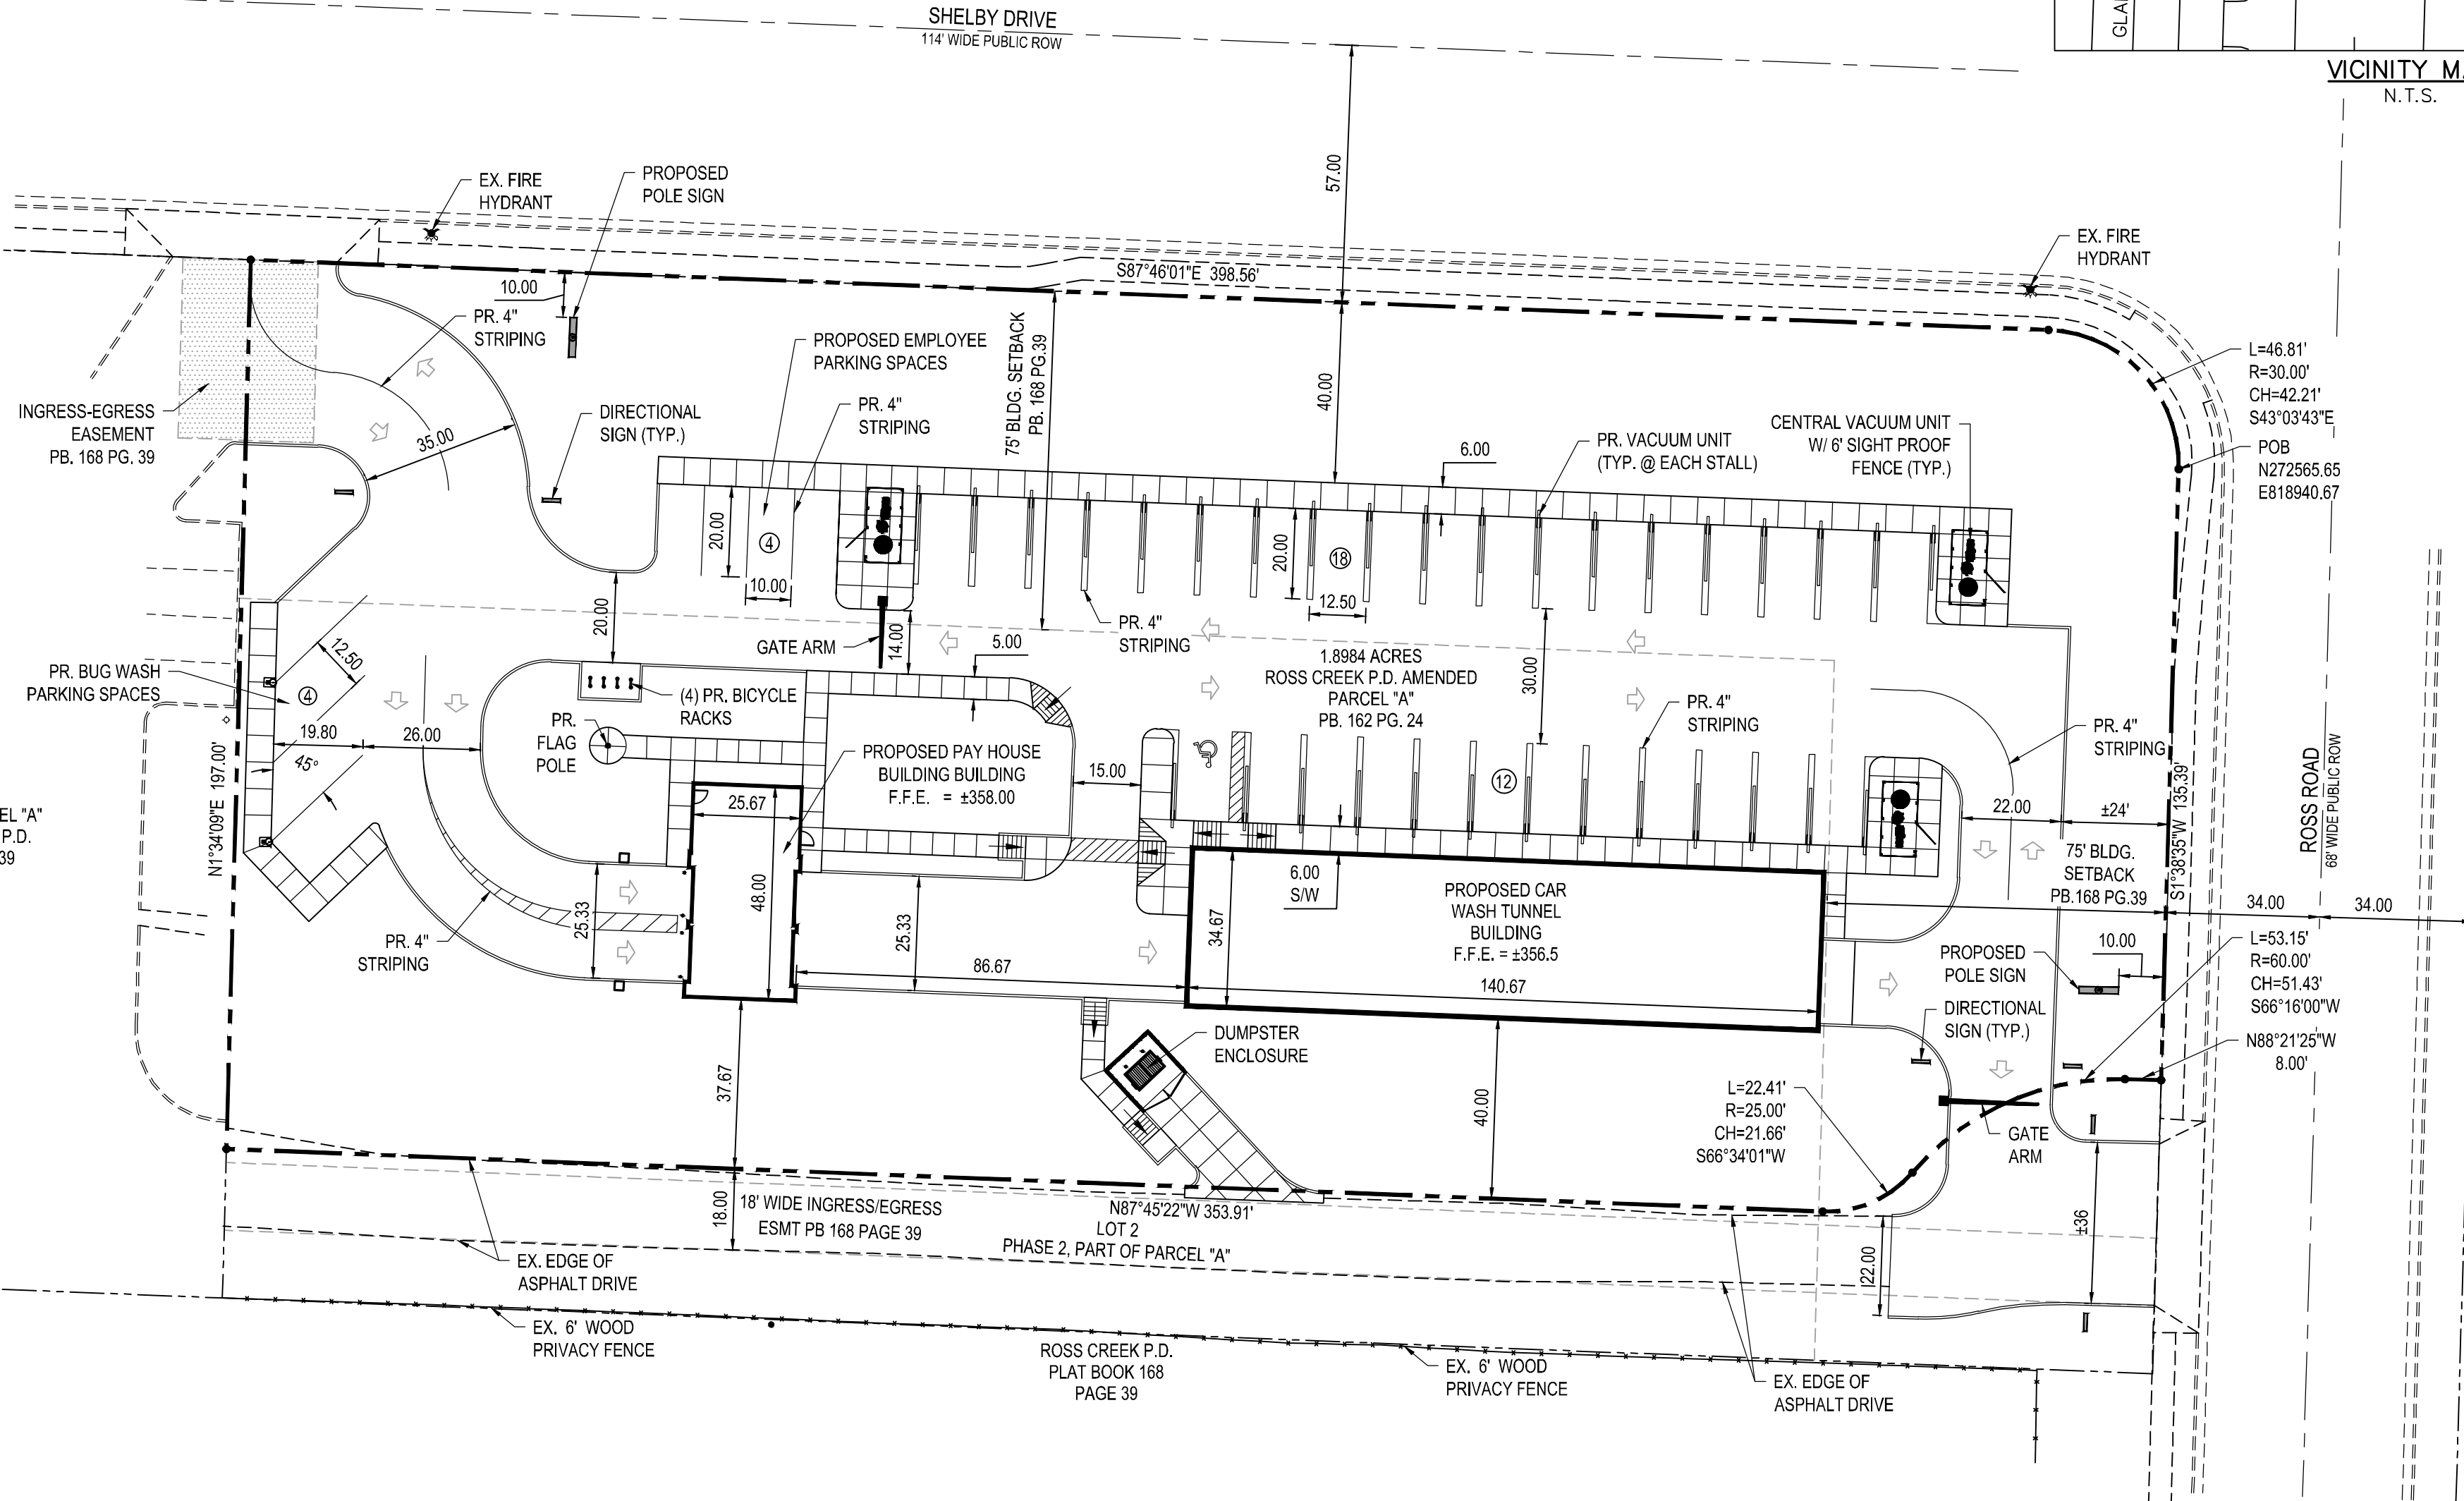 SHELBY DRIVE
114' WIDE PUBLIC ROW
VICINITY
N.T.S.
57.00
EX. FIRE
HYDRANT
PROPOSED
POLE SIGN
EX. FIRE
HYDRANT
S87°46'01"E 398.56'
10.00
PR. 4"
STRIPING
PROPOSED EMPLOYEE
PARKING SPACES
75' BLDG. SETBACK
PB. 168 PG.39
40.00
L=46.81'
R=30.00'
CH=42.21'
S43°03'43"E
POB
N272565.65
E818940.67
INGRESS-EGRESS
EASEMENT
PB. 168 PG. 39
35.00
DIRECTIONAL
SIGN (TYP.)
PR. 4"
STRIPING
6.00
PR. VACUUM UNIT
(TYP. @ EACH STALL)
CENTRAL VACUUM UNIT
W/ 6' SIGHT PROOF
FENCE (TYP.)
20.00
4
10.00
20.00
18
12.50
20.00
GATE ARM
14.00
5.00
PR. 4"
STRIPING
30.00
1.8984 ACRES
ROSS CREEK P.D. AMENDED
PARCEL "A"
PB. 162 PG. 24
PR. BUG WASH
PARKING SPACES
4
12.50
19.80
26.00
45°
N1°34'09"E 197.00'
(4) PR. BICYCLE
RACKS
PR.
FLAG
POLE
PROPOSED PAY HOUSE
BUILDING BUILDING
F.F.E. = ±358.00
15.00
12
PR. 4"
STRIPING
PR. 4"
STRIPING
ROSS ROAD
68' WIDE PUBLIC ROW
EL "A"
P.D.
39
25.67
48.00
22.00
±24'
S1°38'35"W 135.39'
75' BLDG.
SETBACK
PB.168 PG.39
34.00
34.00
6.00
S/W
34.67
PROPOSED CAR
WASH TUNNEL
BUILDING
F.F.E. = ±356.5
140.67
25.33
25.33
86.67
PR. 4"
STRIPING
PROPOSED
POLE SIGN
10.00
L=53.15'
R=60.00'
CH=51.43'
S66°16'00"W
DIRECTIONAL
SIGN (TYP.)
N88°21'25"W
8.00'
37.67
DUMPSTER
ENCLOSURE
40.00
L=22.41'
R=25.00'
CH=21.66'
S66°34'01"W
GATE
ARM
±36
22.00
18.00
18' WIDE INGRESS/EGRESS
ESMT PB 168 PAGE 39
N87°45'22"W 353.91'
LOT 2
PHASE 2, PART OF PARCEL "A"
EX. EDGE OF
ASPHALT DRIVE
EX. 6' WOOD
PRIVACY FENCE
ROSS CREEK P.D.
PLAT BOOK 168
PAGE 39
EX. 6' WOOD
PRIVACY FENCE
EX. EDGE OF
ASPHALT DRIVE